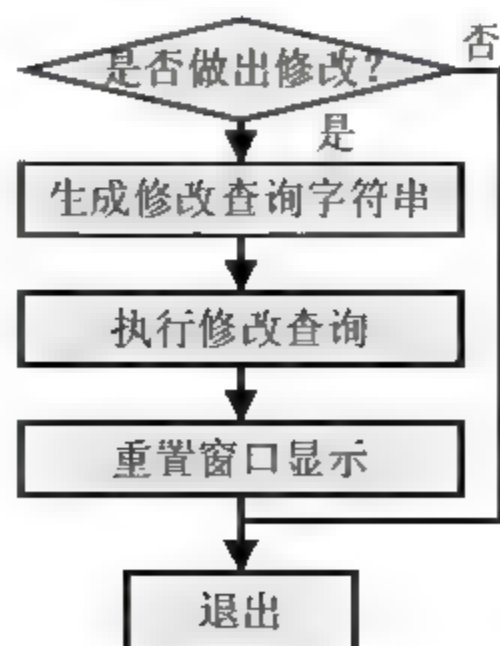 是否做出修改?
否
是
生成修改查询字符串
执行修改查询
重置窗口显示
退出